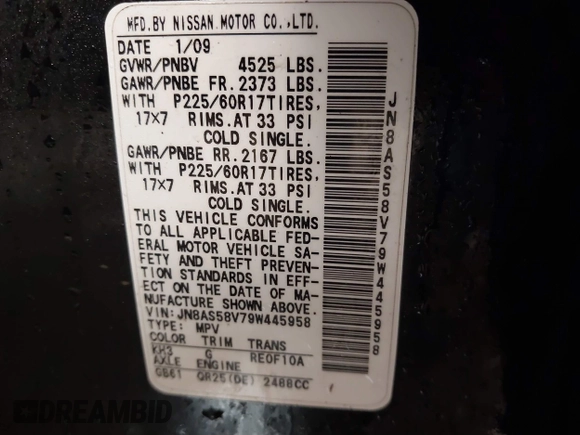 MFD.BY NISSAN MOTOR CO.,LTD.
DATE 1/09
GVWR/PNBV 4525 LBS.
GAWR/PNBE FR. 2373 LBS.
WITH P225/60R17TIRES,
17x7 RIMS.AT 33 PSI
COLD SINGLE.
GAWR/PNBE RR. 2167 LBS.
WITH P225/60R17TIRES,
17x7 RIMS.AT 33 PSI
COLD SINGLE.
THIS VEHICLE CONFORMS
TO ALL APPLICABLE FED-
ERAL MOTOR VEHICLE SA-
FETY AND THEFT PREVEN-
TION STANDARDS IN EFF-
ECT ON THE DATE OF MA-
NUFACTURE SHOWN ABOVE.
VIN: JN8AS58V79W445958
TYPE: MPV
COLOR TRIM TRANS
KH3 G RE0F10A
AXLE ENGINE
GB61 QR25(DE) 2488CC
JN8AS58V79W445958
DREAMBID